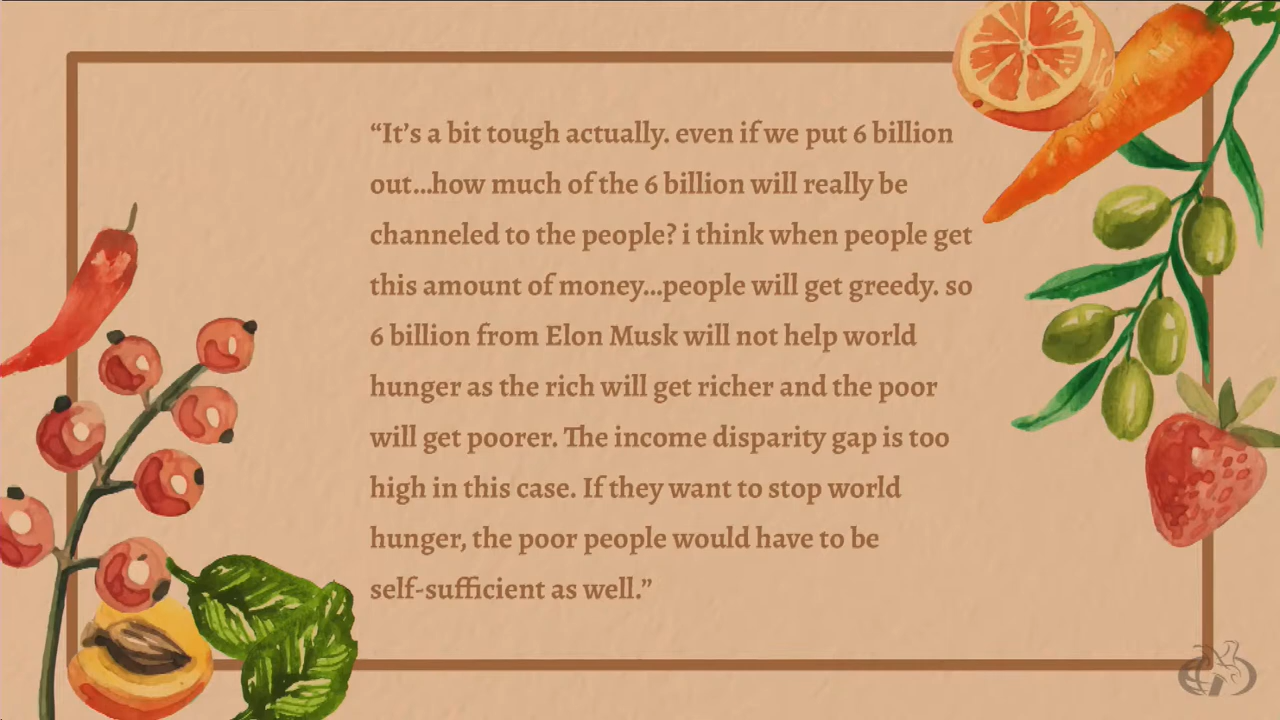 “It’s a bit tough actually. even if we put 6 billion
out...how much of the 6 billion will really be
channeled to the people? i think when people get
this amount of money...people will get greedy. so
6 billion from Elon Musk will not help world
hunger as the rich will get richer and the poor
will get poorer. The income disparity gap is too
high in this case. If they want to stop world
hunger, the poor people would have to be
self-sufficient as well.”